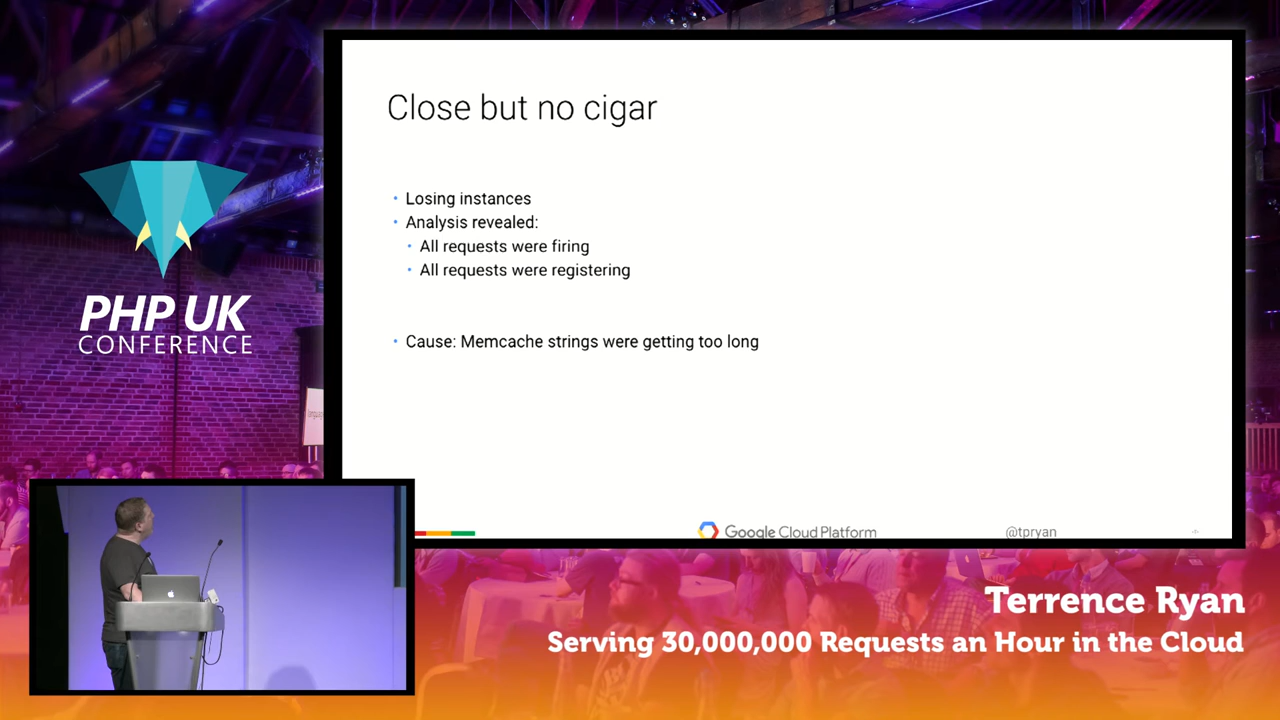 Close but no cigar
Losing instances
Analysis revealed:
All requests were firing
All requests were registering
Cause: Memcache strings were getting too long
Google Cloud Platform
@tpryan
PHP UK
CONFERENCE
Terrence Ryan
Serving 30,000,000 Requests an Hour in the Cloud